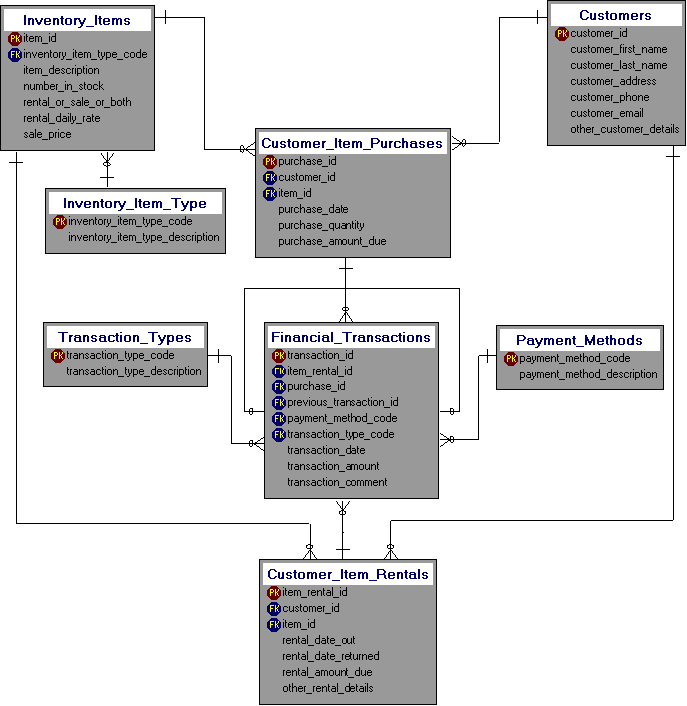 Inventory_Items
PK item_id
FK inventory_item_type_code
item_description
number_in_stock
rental_or_sale_or_both
rental_daily_rate
sale_price
Customers
PK customer_id
customer_first_name
customer_last_name
customer_address
customer_phone
customer_email
other_customer_details
Customer_Item_Purchases
PK purchase_id
FK customer_id
FK item_id
purchase_date
purchase_quantity
purchase_amount_due
Inventory_Item_Type
PK inventory_item_type_code
inventory_item_type_description
Transaction_Types
PK transaction_type_code
transaction_type_description
Financial_Transactions
PK transaction_id
FK item_rental_id
FK purchase_id
FK previous_transaction_id
FK payment_method_code
FK transaction_type_code
transaction_date
transaction_amount
transaction_comment
Payment_Methods
PK payment_method_code
payment_method_description
Customer_Item_Rentals
PK item_rental_id
FK customer_id
FK item_id
rental_date_out
rental_date_returned
rental_amount_due
other_rental_details